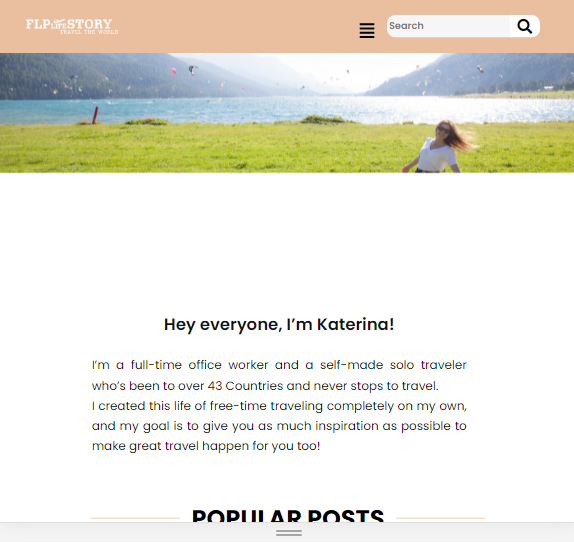 FLP LIFE STORY
TRAVEL THE WORLD
Search
Hey everyone, I’m Katerina!
I’m a full-time office worker and a self-made solo traveler
who’s been to over 43 Countries and never stops to travel.
I created this life of free-time traveling completely on my own,
and my goal is to give you as much inspiration as possible to
make great travel happen for you too!
POPULAR POSTS